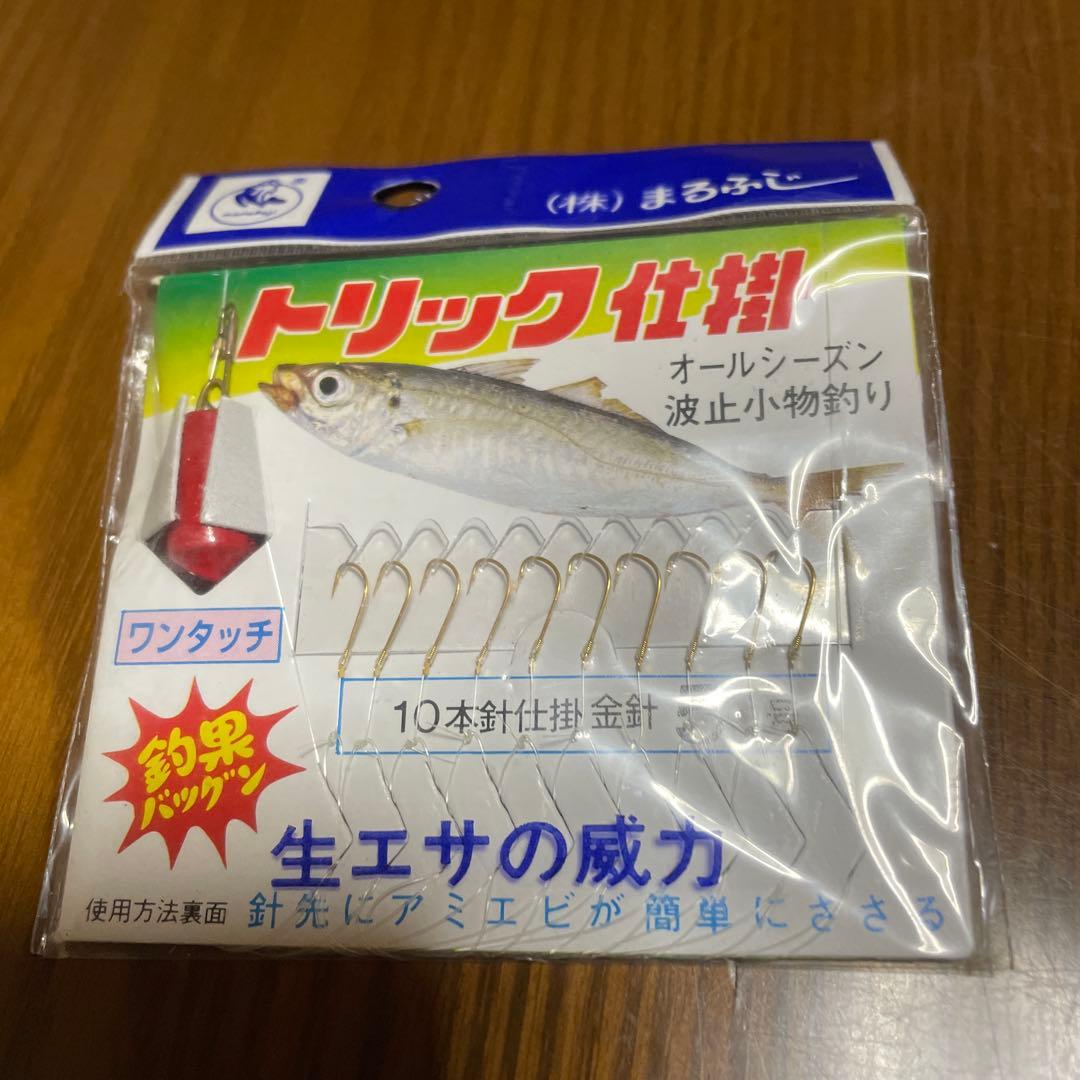 (株)まるふじ
トリック仕掛
オールシーズン
波止小物釣り
ワンタッチ
10本針仕掛 金針
釣果
バツグン
生エサの威力
使用方法裏面
針先にアミエビが簡単にささる